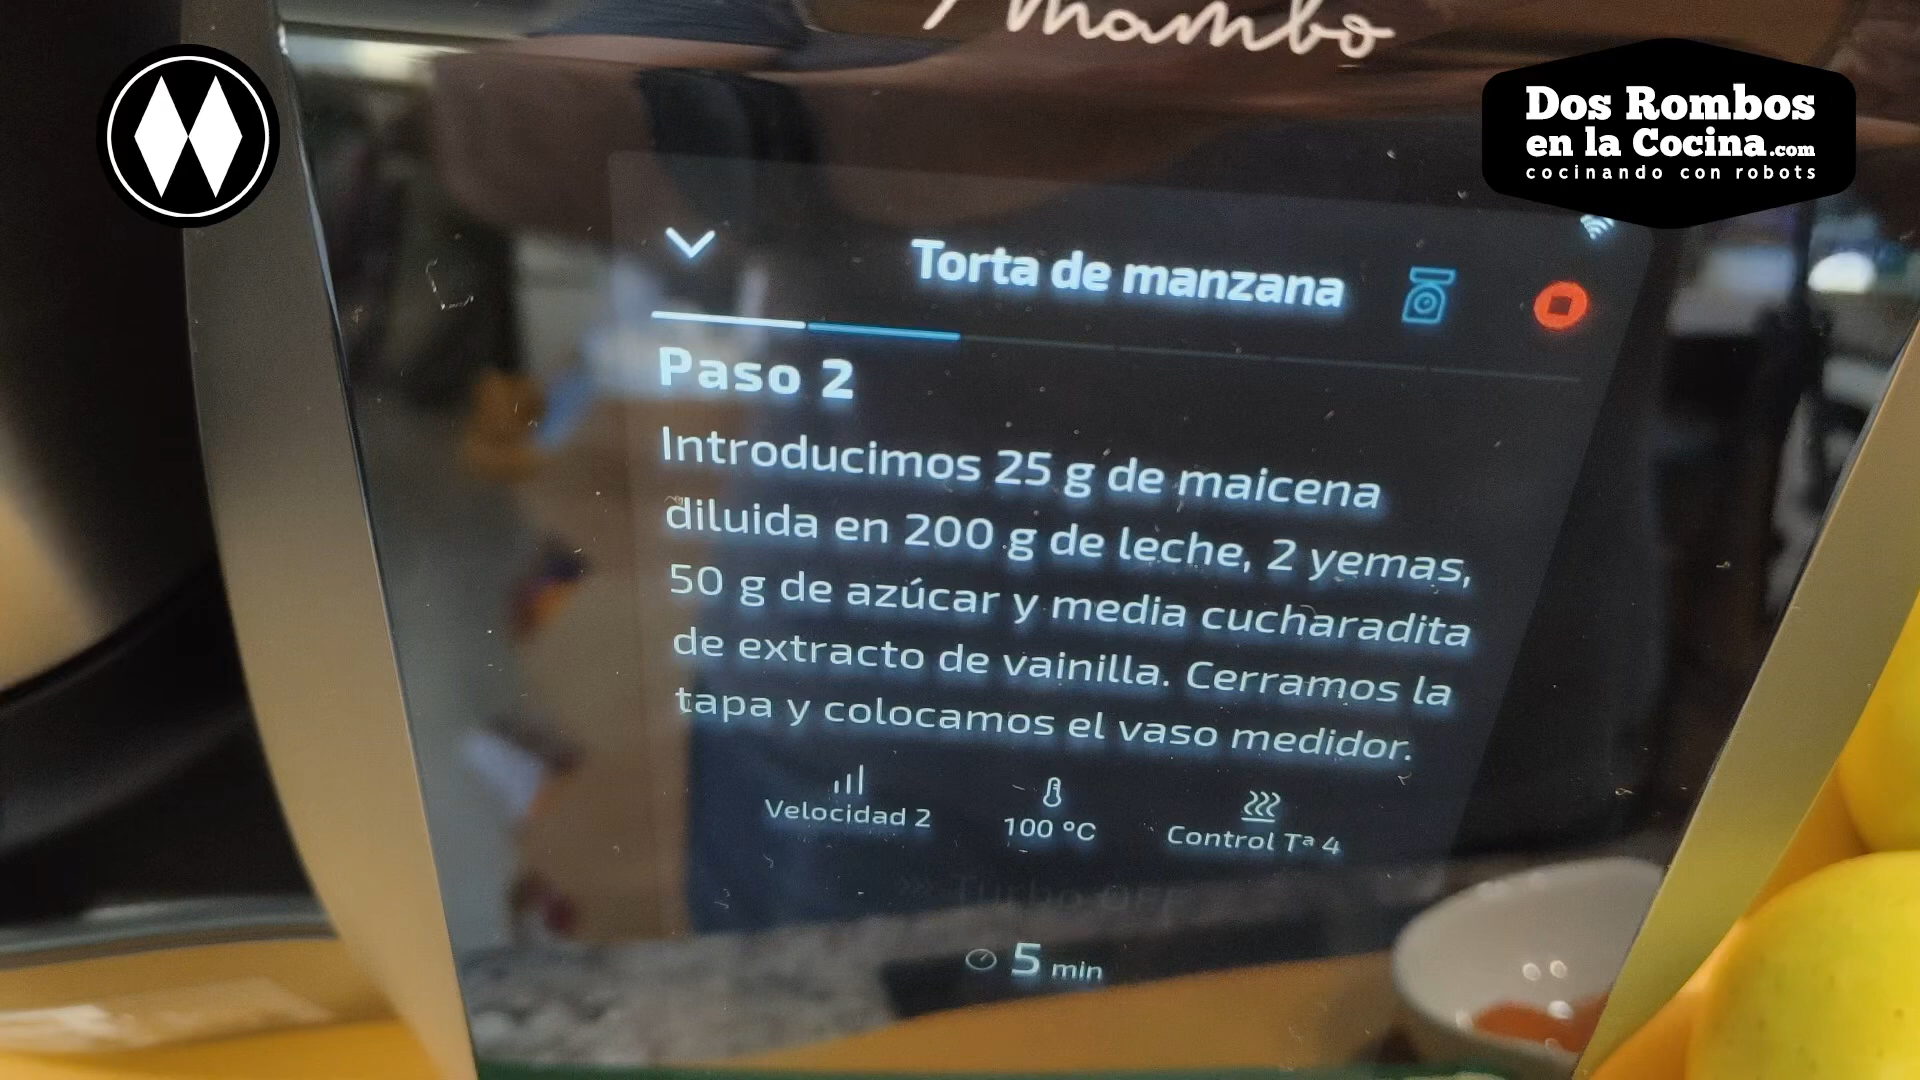 Mambo
Dos Rombos
en la Cocina.com
cocinando con robots
Torta de manzana
Paso 2
Introducimos 25 g de maicena
diluida en 200 g de leche, 2 yemas,
50 g de azúcar y media cucharadita
de extracto de vainilla. Cerramos la
tapa y colocamos el vaso medidor.
Velocidad 2
100 ºC
Control Tª 4
Turbo OFF
5 min